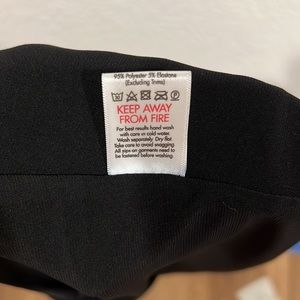 95% Polyester 5% Elastane
(Excluding Trims)
KEEP AWAY
FROM FIRE
For best results hand wash
with care in cold water.
Wash separately. Dry flat
Take care to avoid snagging
All zips on garments need to
be fastened before washing